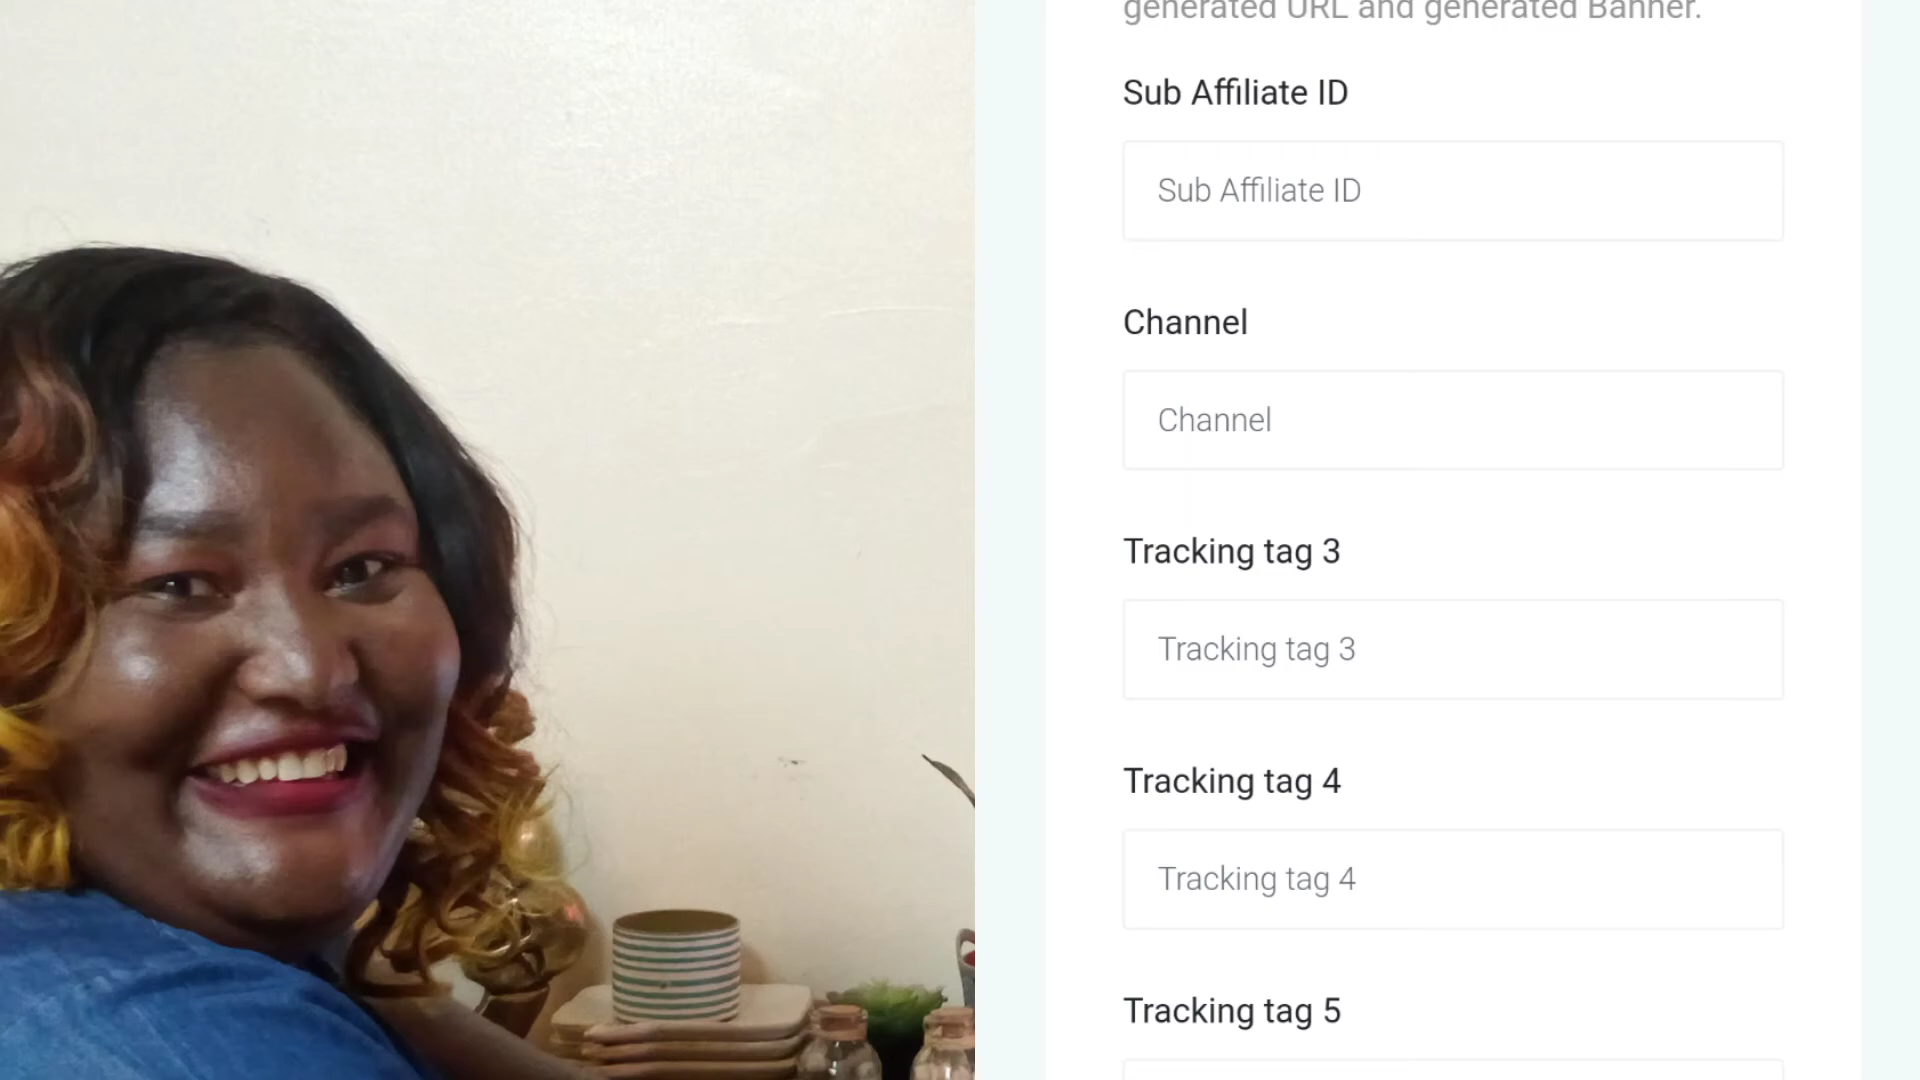 generated URL and generated Banner.
Sub Affiliate ID
Sub Affiliate ID
Channel
Channel
Tracking tag 3
Tracking tag 3
Tracking tag 4
Tracking tag 4
Tracking tag 5